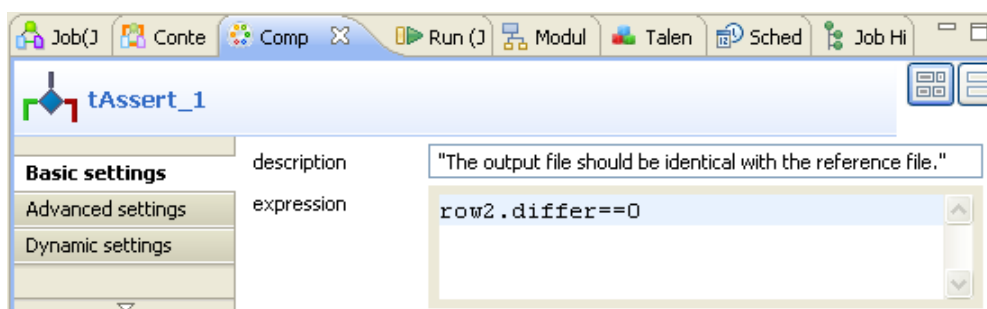 Job(J Conte Comp Run (J Modul Talen Sched Job Hi
tAssert_1
Basic settings
description "The output file should be identical with the reference file."
Advanced settings
expression row2.differ==0
Dynamic settings